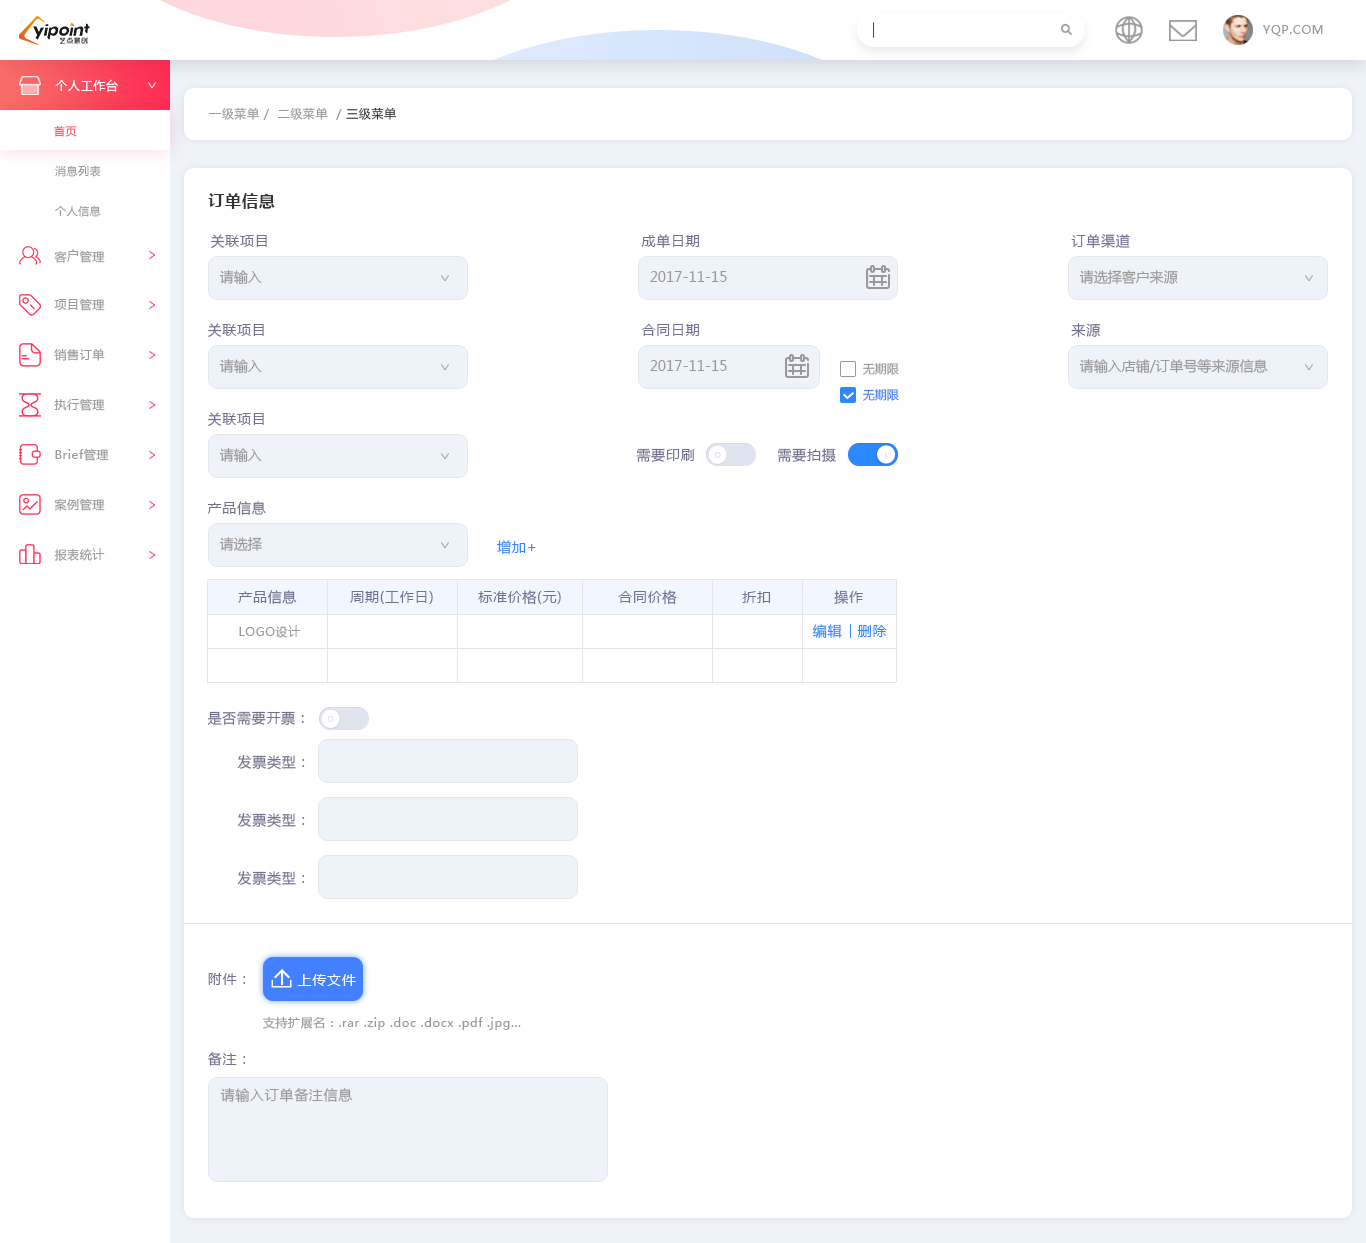 yipoint
艺点意创
YQP.COM
个人工作台
首页
消息列表
个人信息
客户管理
项目管理
销售订单
执行管理
Brief管理
案例管理
报表统计
一级菜单 / 二级菜单 / 三级菜单
订单信息
关联项目 成单日期 订单渠道
请输入 2017-11-15 请选择客户来源
关联项目 合同日期 来源
请输入 2017-11-15 无期限 请输入店铺/订单号等来源信息
无期限
关联项目
请输入 需要印刷 需要拍摄
产品信息
请选择 增加+
产品信息 周期(工作日) 标准价格(元) 合同价格 折扣 操作
LOGO设计 编辑 | 删除
是否需要开票：
发票类型：
发票类型：
发票类型：
附件： 上传文件
支持扩展名：.rar .zip .doc .docx .pdf .jpg...
备注：
请输入订单备注信息